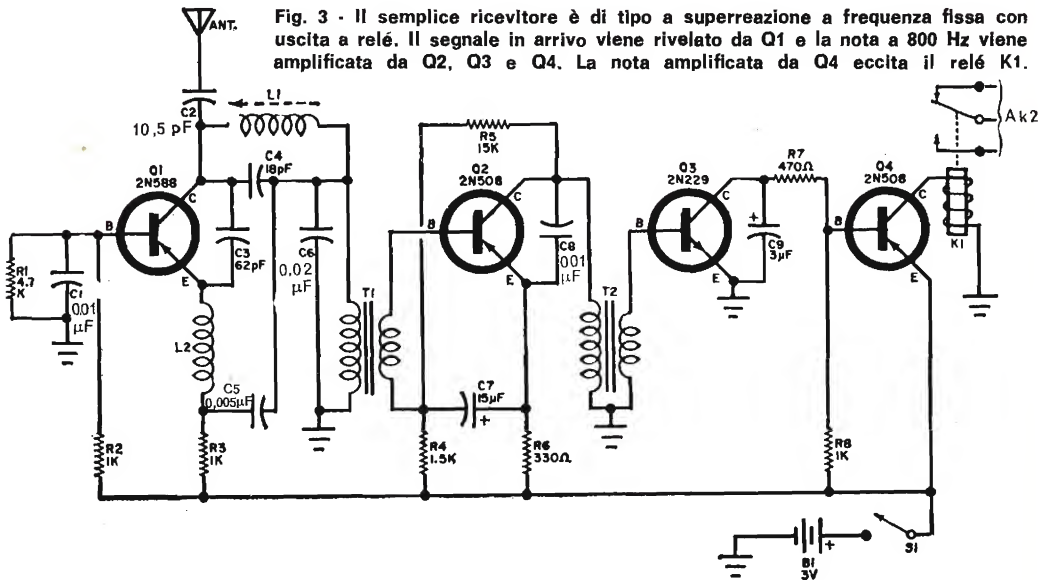 Fig. 3 - Il semplice ricevitore è di tipo a superreazione a frequenza fissa con
uscita a relé. Il segnale in arrivo viene rivelato da Q1 e la nota a 800 Hz viene
amplificata da Q2, Q3 e Q4. La nota amplificata da Q4 eccita il relé K1.
ANT.
C2
10,5 pF
L1
C4
18pF
Q1
2N588
B
C
E
R1
4.7
K
C1
0.01
µF
C3
62pF
C6
0,02
µF
L2
C5
0,005µF
R2
1K
R3
1K
T1
R5
15K
Q2
2N508
B
C
E
C8
0.01
µF
C7
15µF
+
R4
1.5K
R6
330Ω
T2
Q3
2N229
B
C
E
+
C9
3µF
R7
470Ω
Q4
2N508
B
C
E
R8
1K
Ak2
K1
B1
3V
+
S1